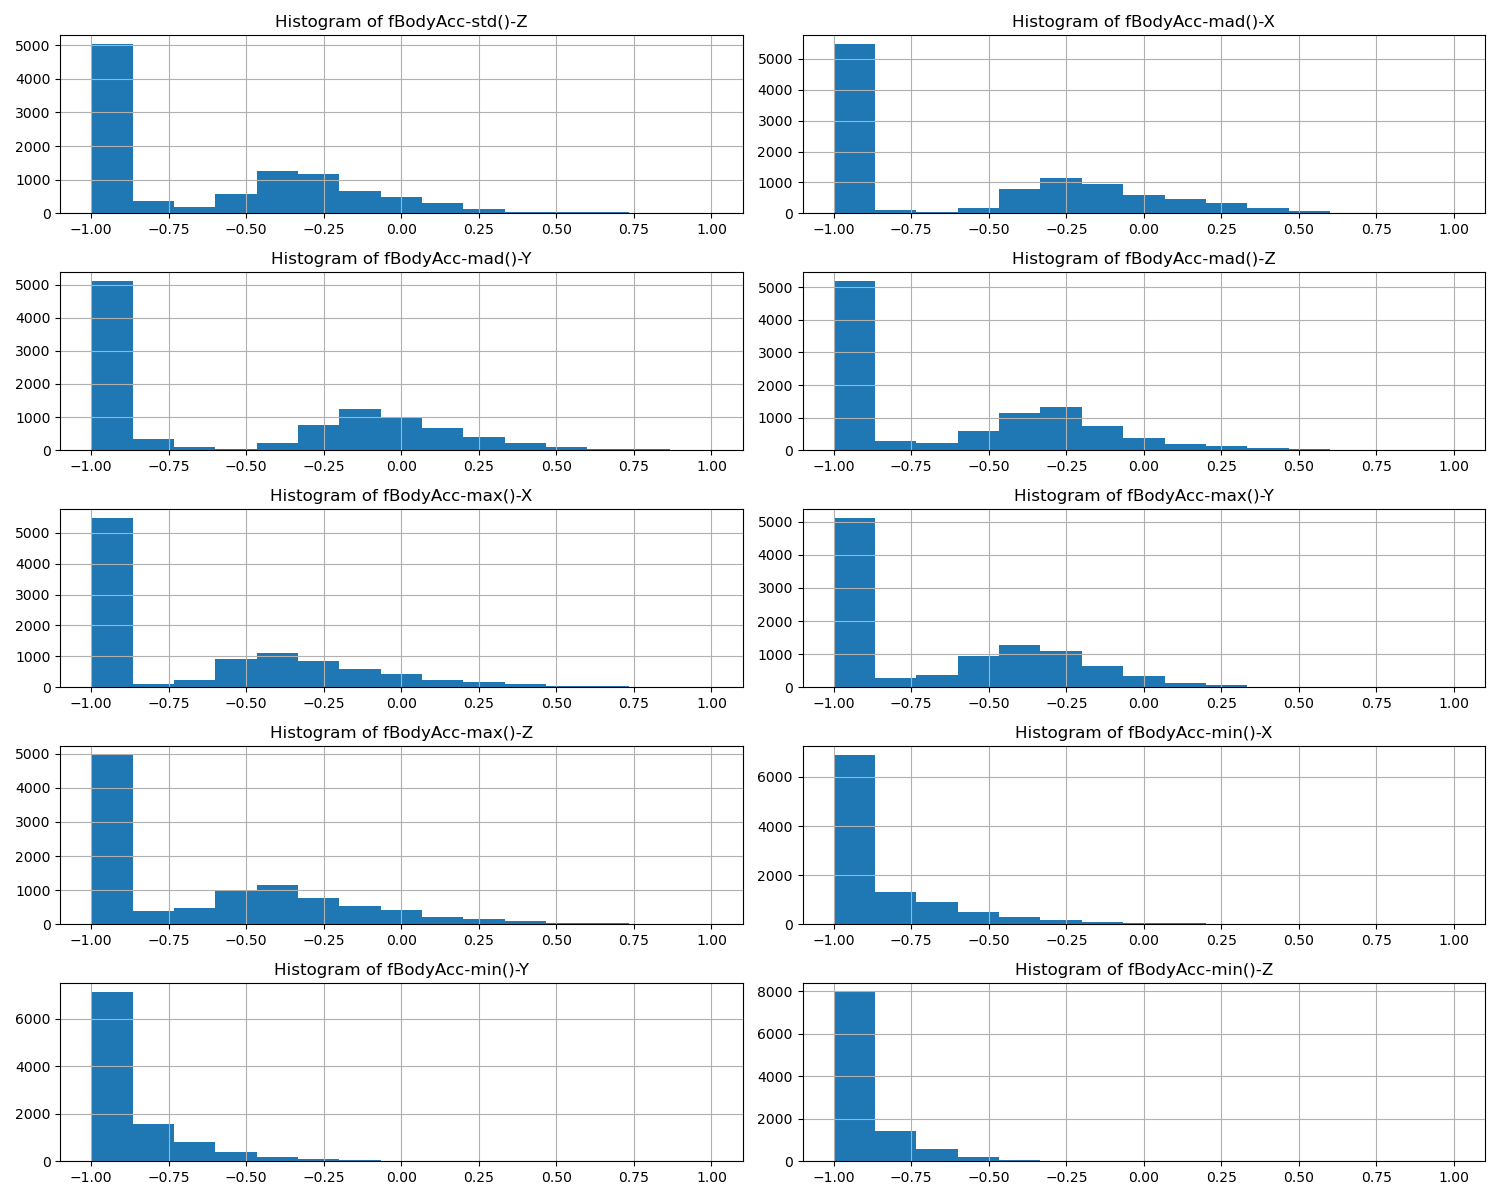 Histogram of fBodyAcc-std()-Z
5000
4000
3000
2000
1000
0
−1.00 −0.75 −0.50 −0.25 0.00 0.25 0.50 0.75 1.00
Histogram of fBodyAcc-mad()-X
5000
4000
3000
2000
1000
0
−1.00 −0.75 −0.50 −0.25 0.00 0.25 0.50 0.75 1.00
Histogram of fBodyAcc-mad()-Y
5000
4000
3000
2000
1000
0
−1.00 −0.75 −0.50 −0.25 0.00 0.25 0.50 0.75 1.00
Histogram of fBodyAcc-mad()-Z
5000
4000
3000
2000
1000
0
−1.00 −0.75 −0.50 −0.25 0.00 0.25 0.50 0.75 1.00
Histogram of fBodyAcc-max()-X
5000
4000
3000
2000
1000
0
−1.00 −0.75 −0.50 −0.25 0.00 0.25 0.50 0.75 1.00
Histogram of fBodyAcc-max()-Y
5000
4000
3000
2000
1000
0
−1.00 −0.75 −0.50 −0.25 0.00 0.25 0.50 0.75 1.00
Histogram of fBodyAcc-max()-Z
5000
4000
3000
2000
1000
0
−1.00 −0.75 −0.50 −0.25 0.00 0.25 0.50 0.75 1.00
Histogram of fBodyAcc-min()-X
6000
4000
2000
0
−1.00 −0.75 −0.50 −0.25 0.00 0.25 0.50 0.75 1.00
Histogram of fBodyAcc-min()-Y
6000
4000
2000
0
−1.00 −0.75 −0.50 −0.25 0.00 0.25 0.50 0.75 1.00
Histogram of fBodyAcc-min()-Z
8000
6000
4000
2000
0
−1.00 −0.75 −0.50 −0.25 0.00 0.25 0.50 0.75 1.00